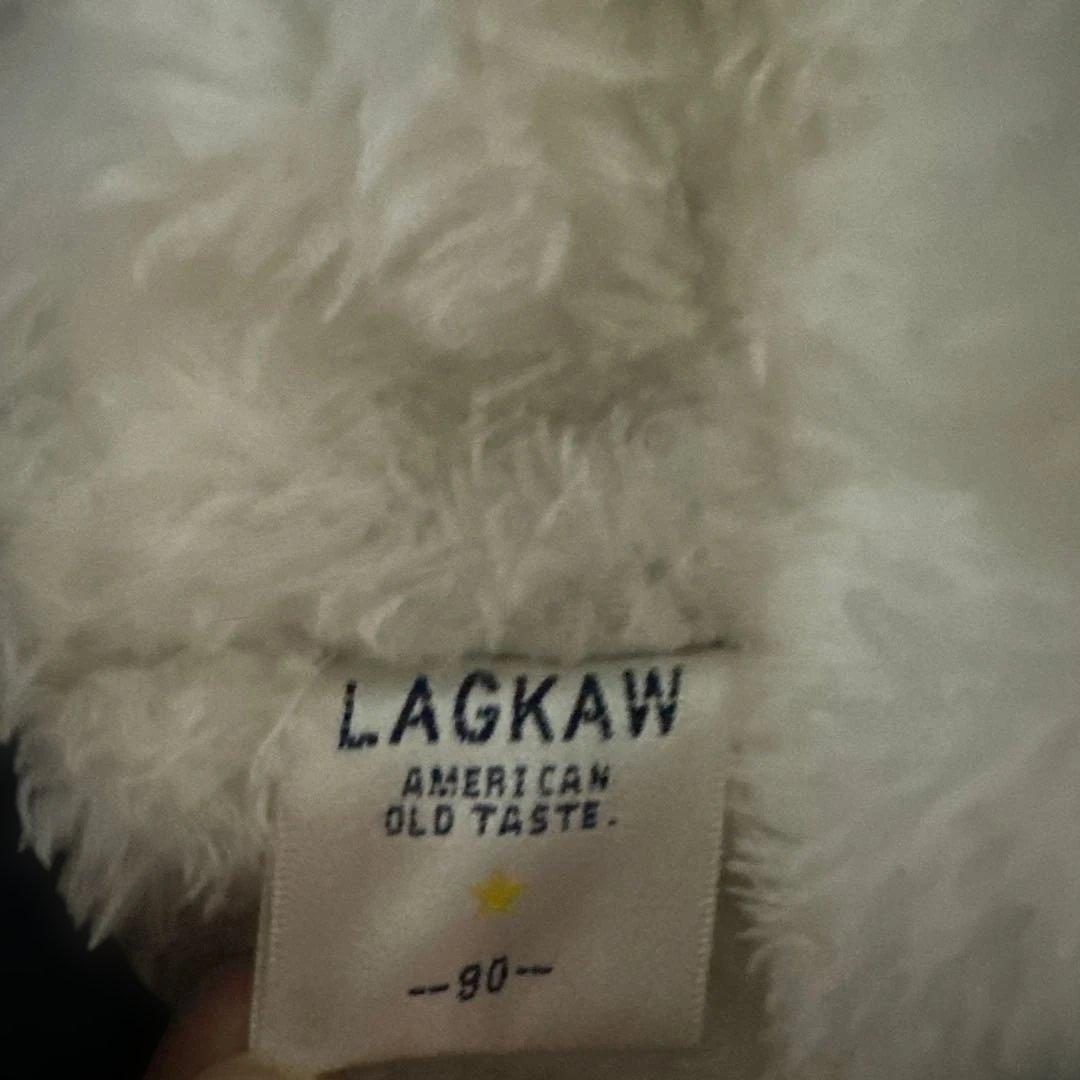 LAGKAW
AMERICAN
OLD TASTE.
--90--